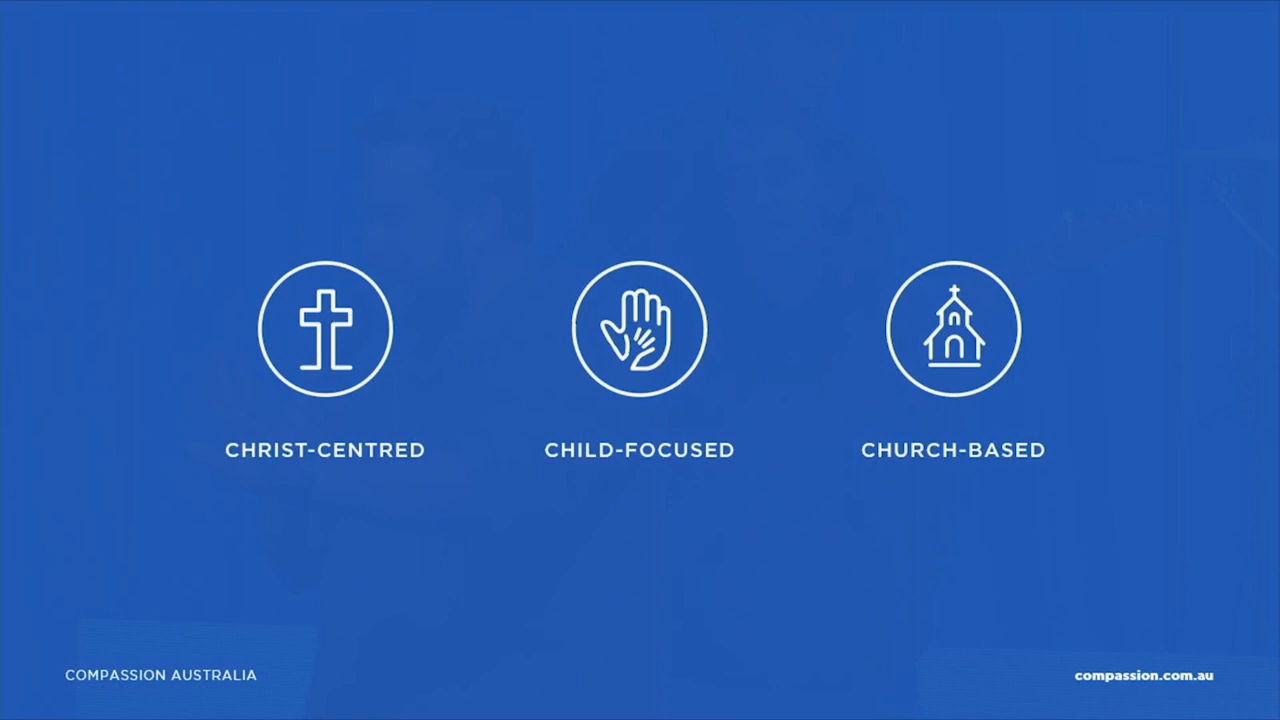 CHRIST-CENTRED
CHILD-FOCUSED
CHURCH-BASED
COMPASSION AUSTRALIA
compassion.com.au